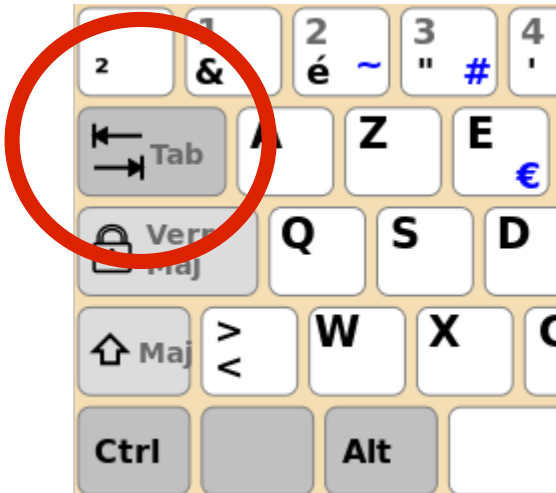 1 2 3 4
² & é ~ " # '
Tab A Z E €
Verr Maj Q S D
Maj > < W X
Ctrl Alt